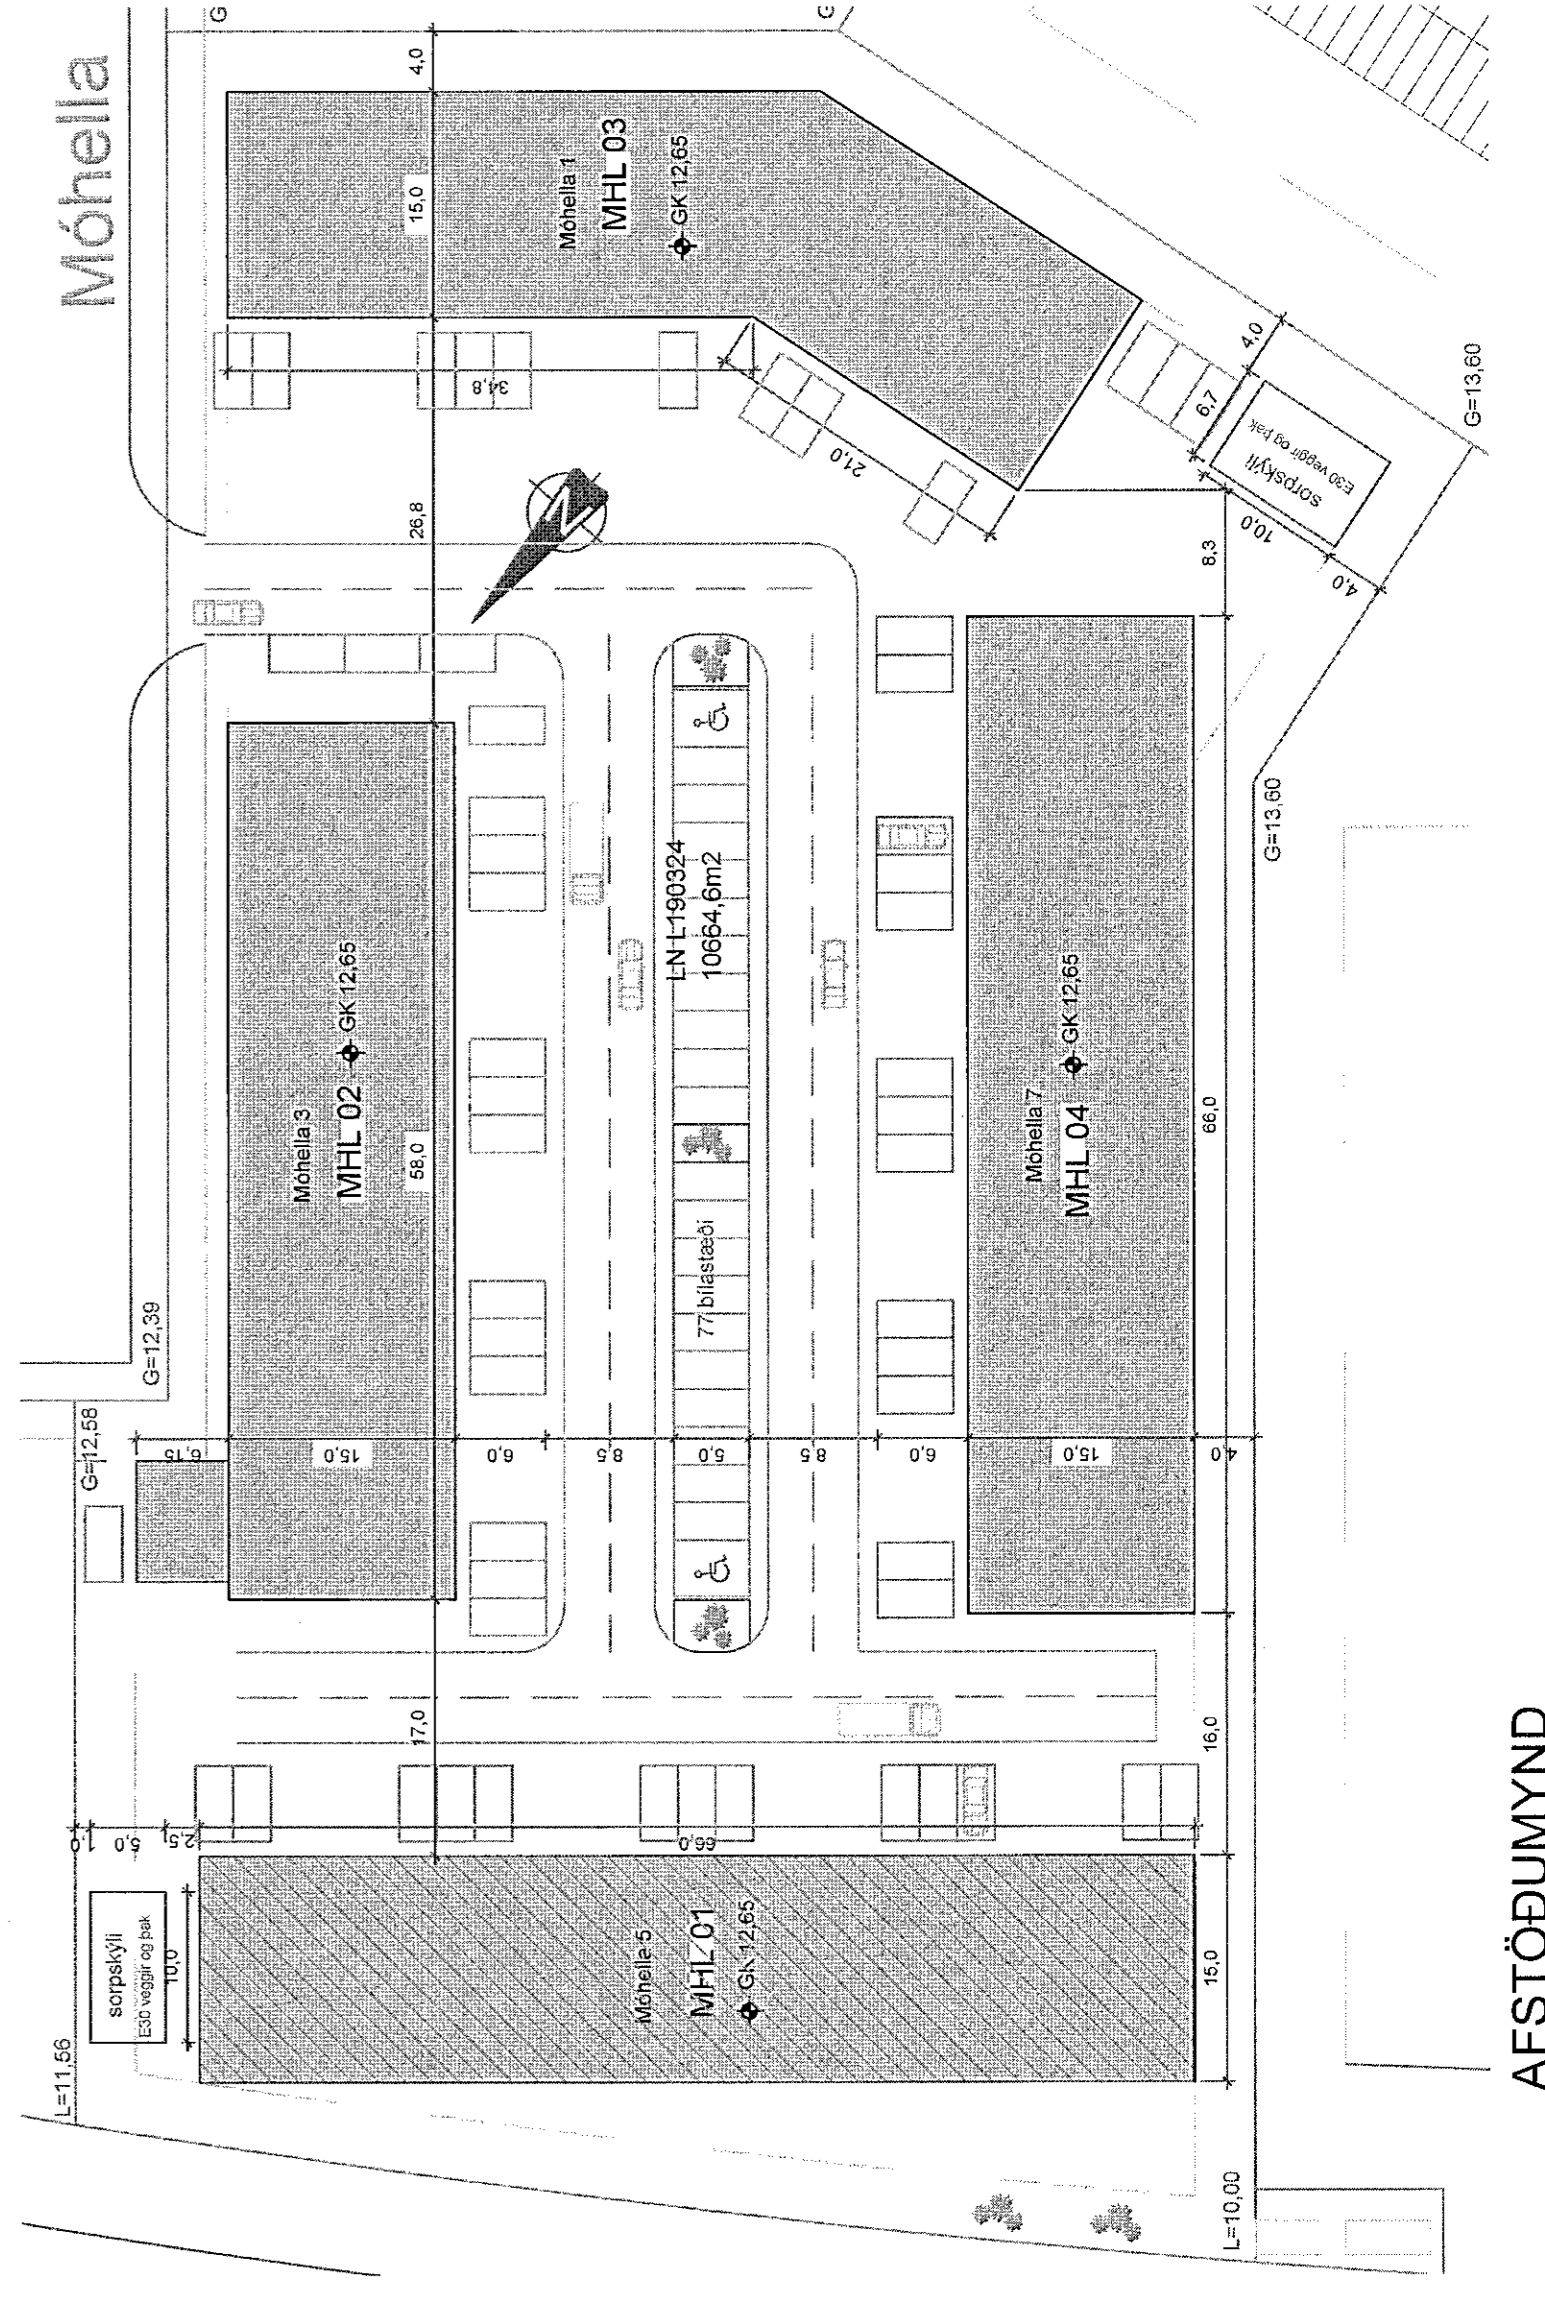 Móhella
G
G
4,0
15,0
Móhella 1
MHL 03
GK 12,65
34,8
26,8
21,0
N
4,0
6,7
sorpskýli
E30 veggir og þak
10,0
4,0
G=13,60
8,3
G=13,60
Móhella 3
MHL 02
GK 12,65
58,0
LN L190324
10664,6m2
77 bílastæði
Móhella 7
MHL 04
GK 12,65
66,0
G=12,39
G=12,58
6,15
15,0
6,0
8,5
5,0
8,5
6,0
15,0
4,0
17,0
16,0
1,0
5,0
2,5
66,0
sorpskýli
E30 veggir og þak
10,0
Móhella 5
MHL 01
GK 12,65
15,0
L=11,56
L=10,00
AFSTÖÐUMYND